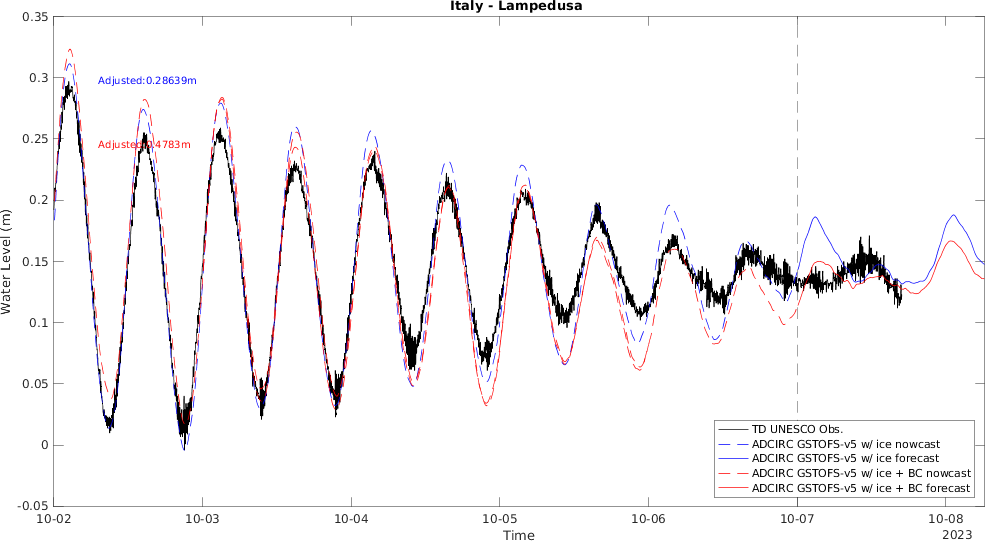 Italy - Lampedusa
0.35
0.3
0.25
0.2
0.15
0.1
0.05
0
-0.05
Water Level (m)
Adjusted:0.28639m
Adjusted:0.4783m
TD UNESCO Obs.
ADCIRC GSTOFS-v5 w/ ice nowcast
ADCIRC GSTOFS-v5 w/ ice forecast
ADCIRC GSTOFS-v5 w/ ice + BC nowcast
ADCIRC GSTOFS-v5 w/ ice + BC forecast
10-02 10-03 10-04 10-05 10-06 10-07 10-08
Time 2023